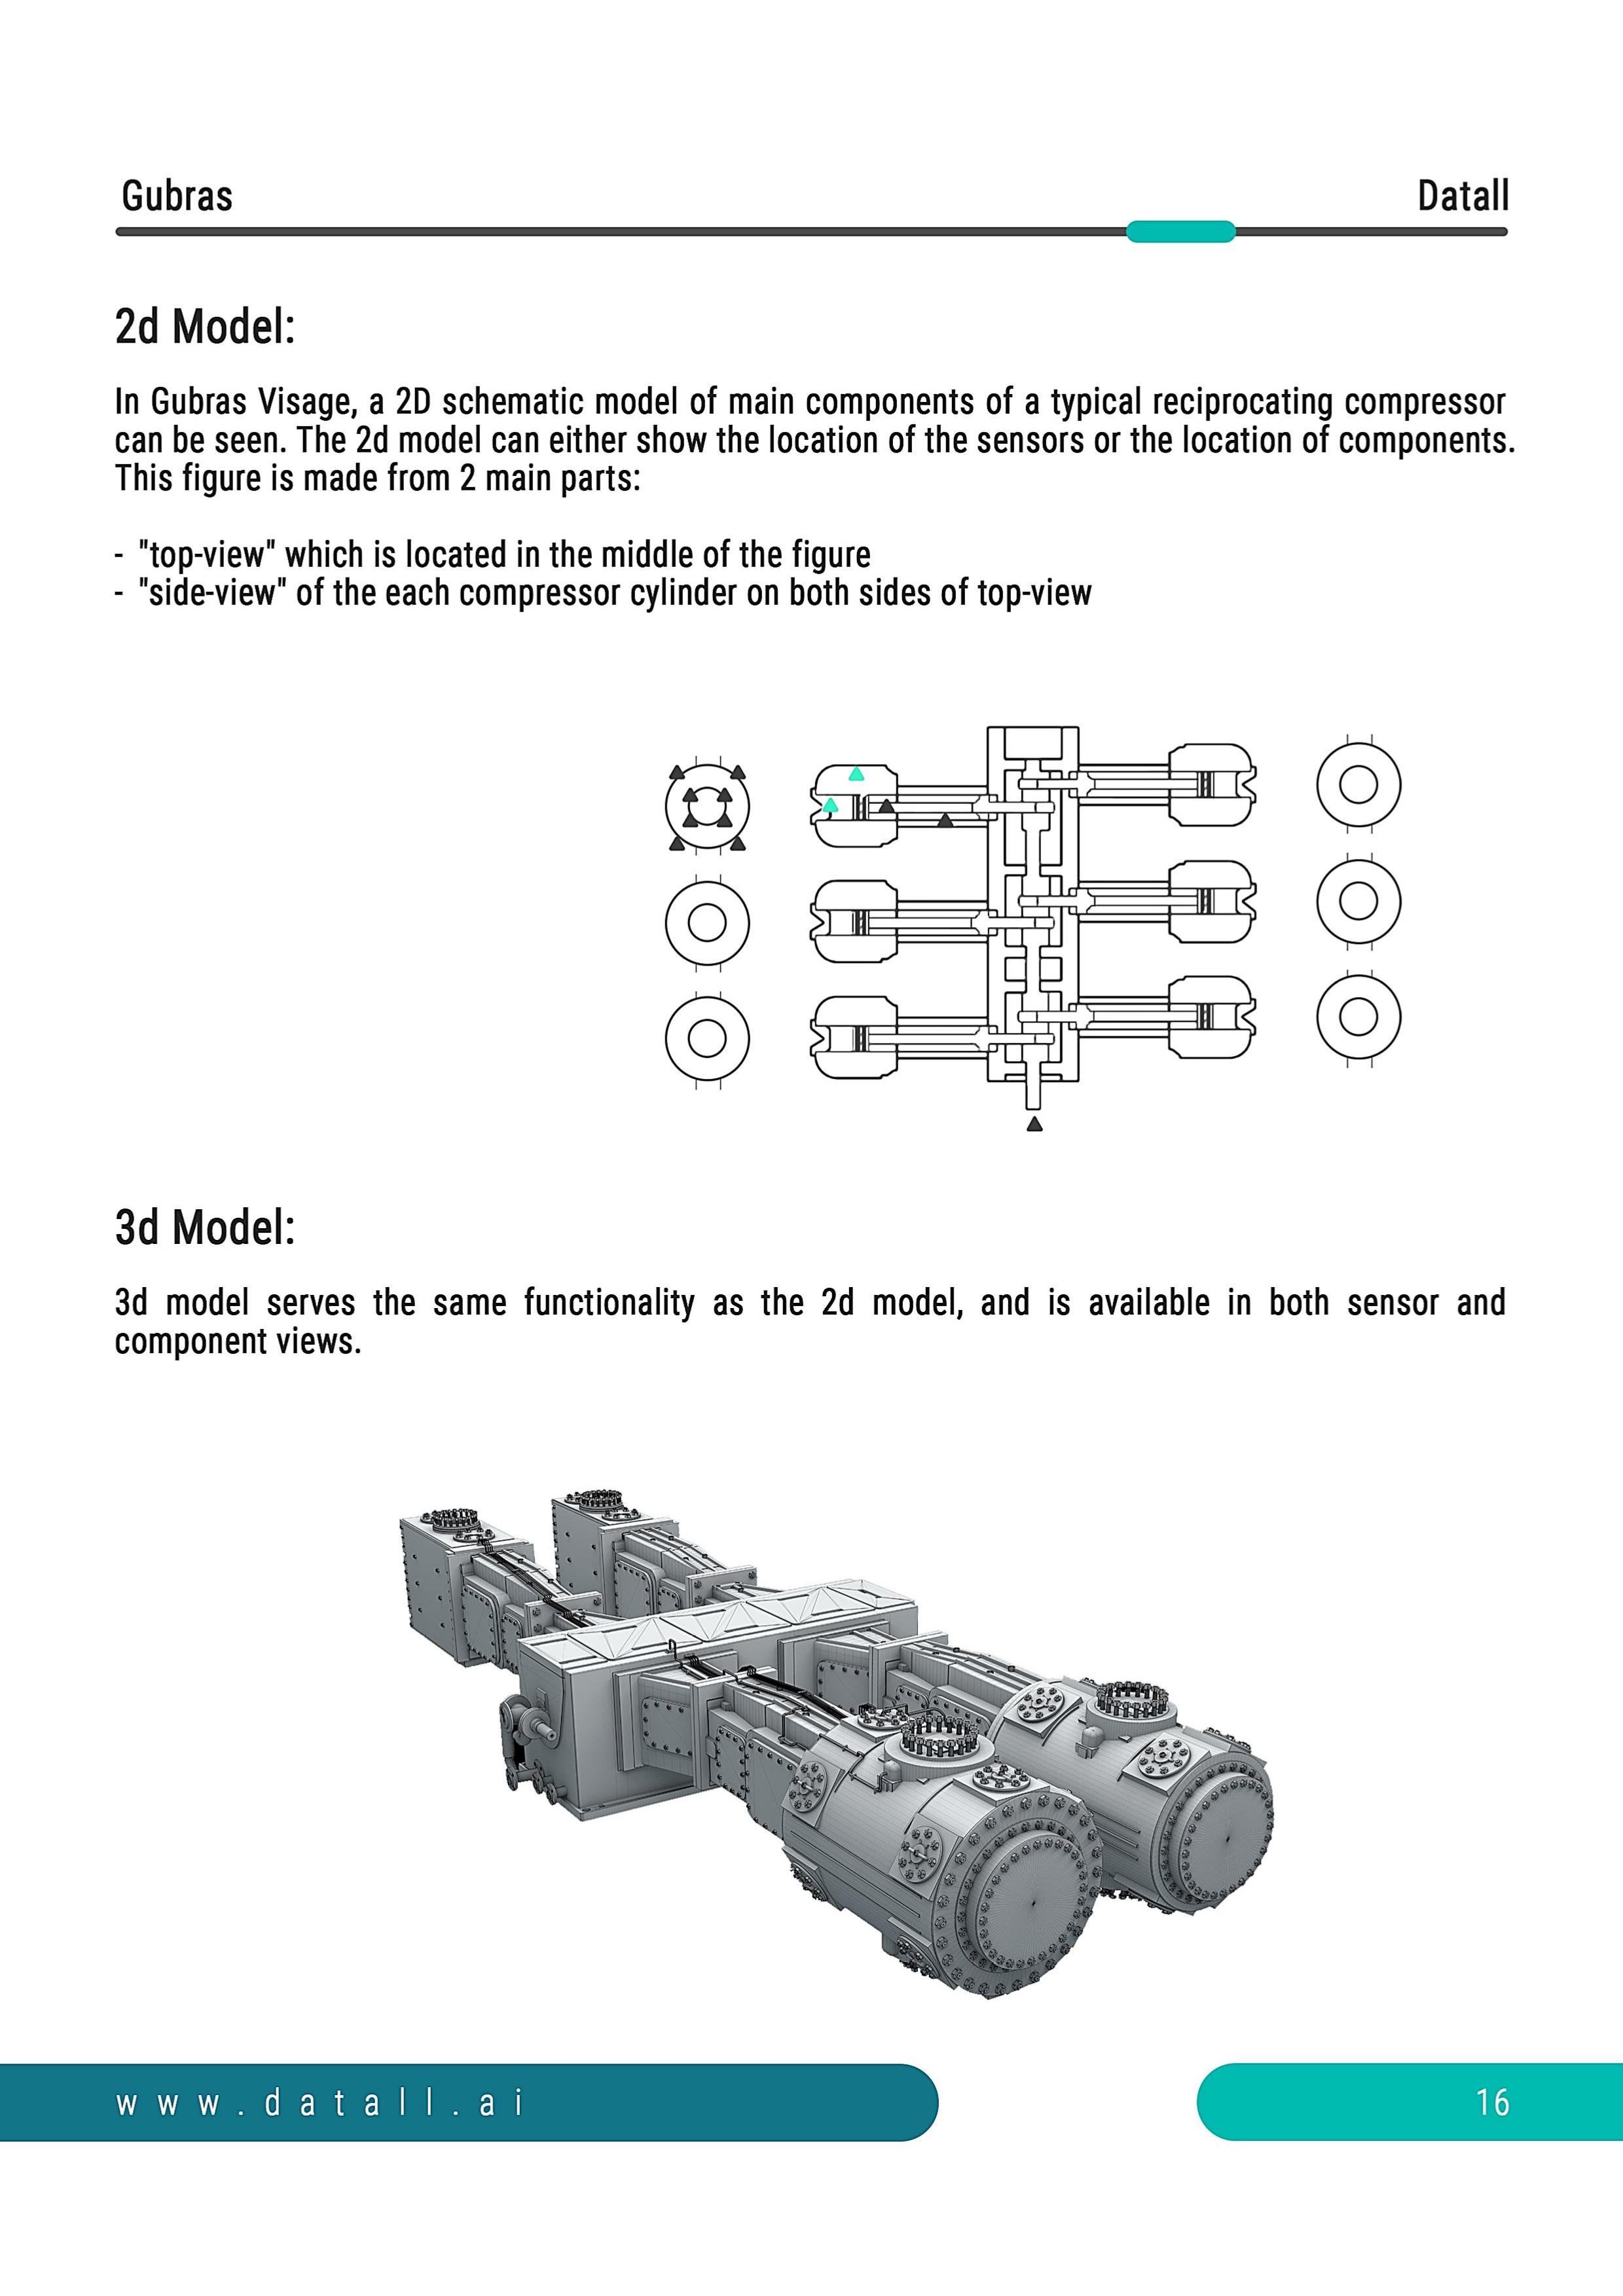 Gubras
Datall
2d Model:
In Gubras Visage, a 2D schematic model of main components of a typical reciprocating compressor
can be seen. The 2d model can either show the location of the sensors or the location of components.
This figure is made from 2 main parts:
- "top-view" which is located in the middle of the figure
- "side-view" of the each compressor cylinder on both sides of top-view
3d Model:
3d model serves the same functionality as the 2d model, and is available in both sensor and
component views.
www.datall.ai
16